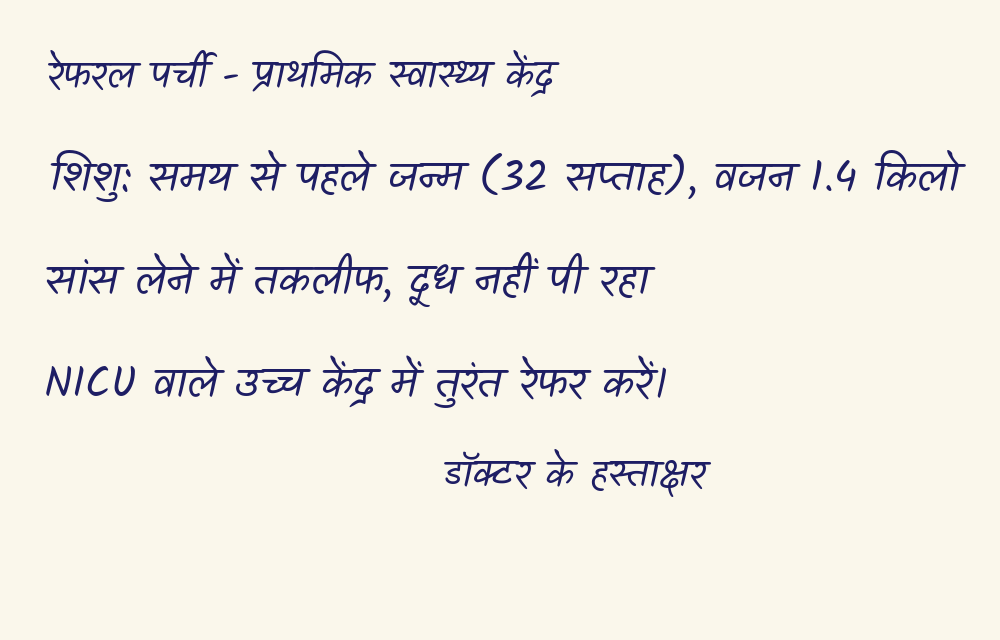 रेफरल पर्ची - प्राथमिक स्वास्थ्य केंद्र
शिशु: समय से पहले जन्म (32 सप्ताह), वजन 1.4 किलो
सांस लेने में तकलीफ, दूध नहीं पी रहा
NICU वाले उच्च केंद्र में तुरंत रेफर करें।
डॉक्टर के हस्ताक्षर